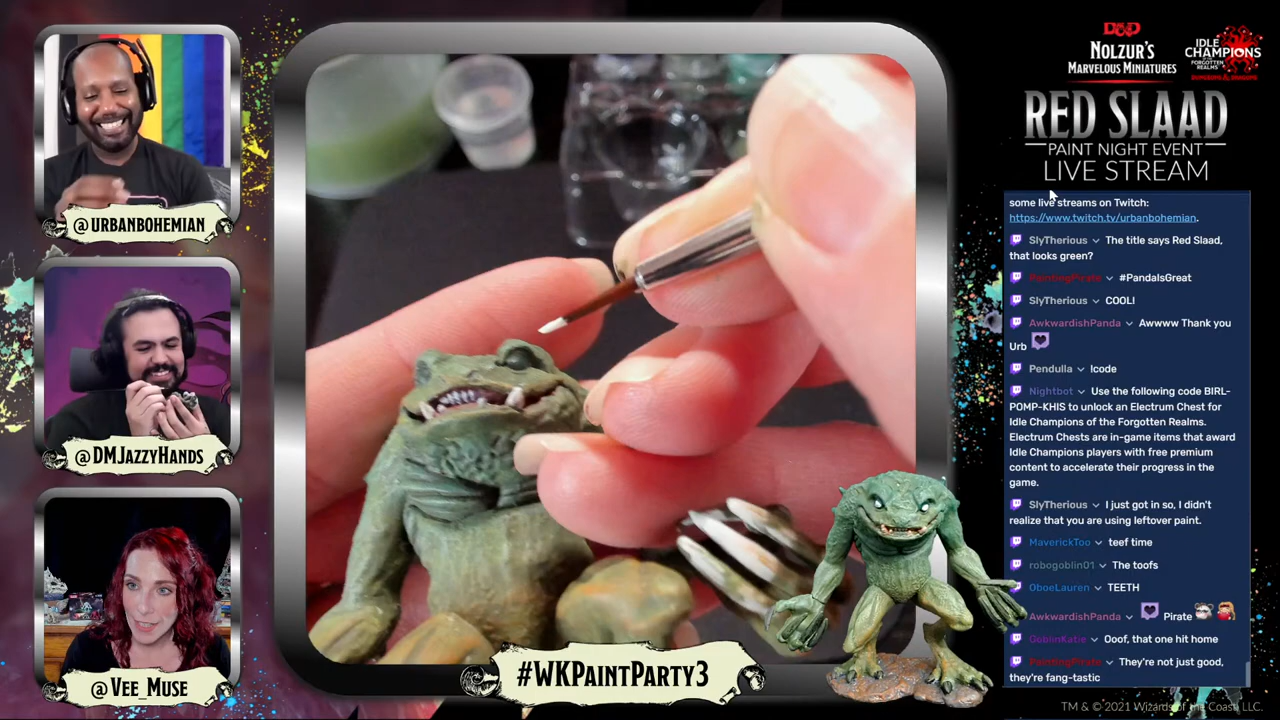 @URBANBOHEMIAN
@DMJAZZYHANDS
@VEE_MUSE
#WKPAINTPARTY3
D&D
NOLZUR'S
MARVELOUS MINIATURES
IDLE
CHAMPIONS
OF THE
FORGOTTEN
REALMS
DUNGEONS & DRAGONS
RED SLAAD
PAINT NIGHT EVENT
LIVE STREAM
some live streams on Twitch:
https://www.twitch.tv/urbanbohemian.
SlyTherious The title says Red Slaad,
that looks green?
PaintingPirate #PandaIsGreat
SlyTherious COOL!
AwkwardishPanda Awwww Thank you
Urb
Pendulla !code
Nightbot Use the following code BIRL-
POMP-KHIS to unlock an Electrum Chest for
Idle Champions of the Forgotten Realms.
Electrum Chests are in-game items that award
Idle Champions players with free premium
content to accelerate their progress in the
game.
SlyTherious I just got in so, I didn't
realize that you are using leftover paint.
MaverickToo teef time
robogoblin01 The toofs
OboeLauren TEETH
AwkwardishPanda Pirate
GoblinKatie Ooof, that one hit home
PaintingPirate They're not just good,
they're fang-tastic
TM & © 2021 Wizards of the Coast LLC.